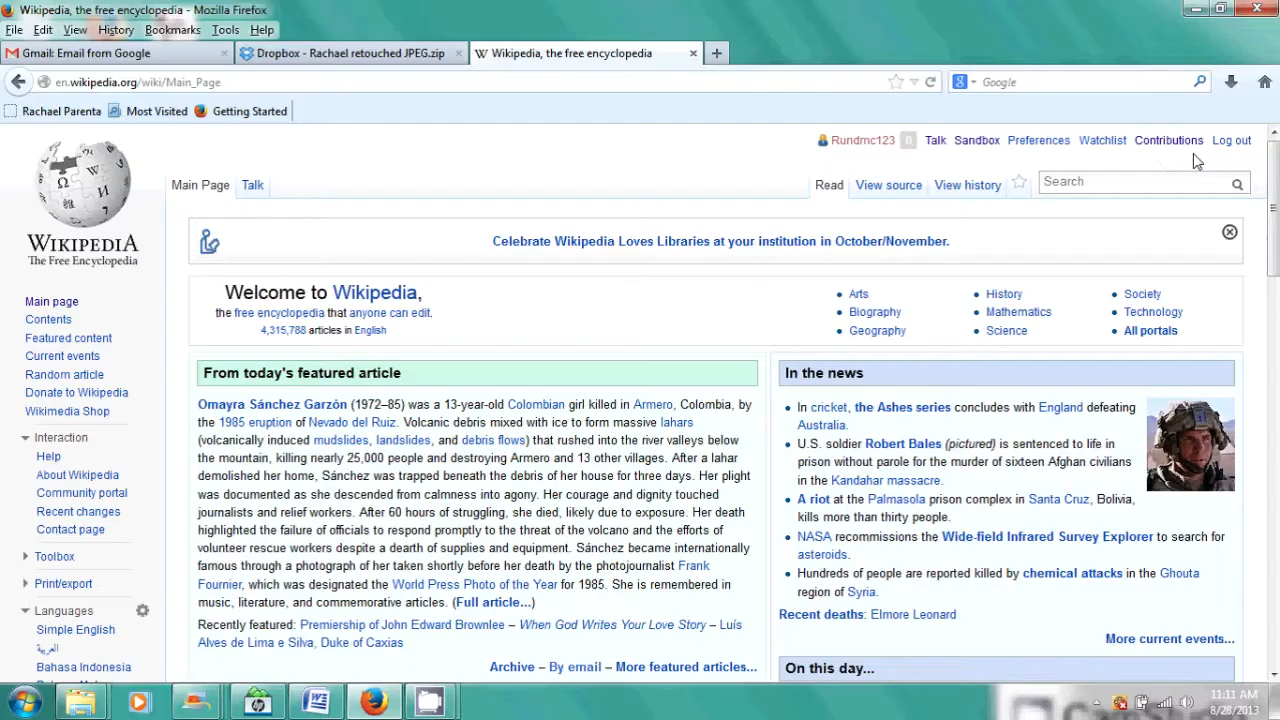 Wikipedia, the free encyclopedia - Mozilla Firefox
File Edit View History Bookmarks Tools Help
Gmail: Email from Google
Dropbox - Rachael retouched JPEG.zip
Wikipedia, the free encyclopedia
en.wikipedia.org/wiki/Main_Page
Google
Rachael Parenta Most Visited Getting Started
Rundmc123 0 Talk Sandbox Preferences Watchlist Contributions Log out
Main Page Talk
Read View source View history
Search
WIKIPEDIA
The Free Encyclopedia
Main page
Contents
Featured content
Current events
Random article
Donate to Wikipedia
Wikimedia Shop
Interaction
Help
About Wikipedia
Community portal
Recent changes
Contact page
Toolbox
Print/export
Languages
Simple English
العربية
Bahasa Indonesia
Celebrate Wikipedia Loves Libraries at your institution in October/November.
Welcome to Wikipedia,
the free encyclopedia that anyone can edit.
4,315,788 articles in English
Arts
Biography
Geography
History
Mathematics
Science
Society
Technology
All portals
From today's featured article
Omayra Sánchez Garzón (1972–85) was a 13-year-old Colombian girl killed in Armero, Colombia, by
the 1985 eruption of Nevado del Ruiz. Volcanic debris mixed with ice to form massive lahars
(volcanically induced mudslides, landslides, and debris flows) that rushed into the river valleys below
the mountain, killing nearly 25,000 people and destroying Armero and 13 other villages. After a lahar
demolished her home, Sánchez was trapped beneath the debris of her house for three days. Her plight
was documented as she descended from calmness into agony. Her courage and dignity touched
journalists and relief workers. After 60 hours of struggling, she died, likely due to exposure. Her death
highlighted the failure of officials to respond promptly to the threat of the volcano and the efforts of
volunteer rescue workers despite a dearth of supplies and equipment. Sánchez became internationally
famous through a photograph of her taken shortly before her death by the photojournalist Frank
Fournier, which was designated the World Press Photo of the Year for 1985. She is remembered in
music, literature, and commemorative articles. (Full article...)
Recently featured: Premiership of John Edward Brownlee – When God Writes Your Love Story – Luís
Alves de Lima e Silva, Duke of Caxias
Archive – By email – More featured articles...
In the news
In cricket, the Ashes series concludes with England defeating
Australia.
U.S. soldier Robert Bales (pictured) is sentenced to life in
prison without parole for the murder of sixteen Afghan civilians
in the Kandahar massacre.
A riot at the Palmasola prison complex in Santa Cruz, Bolivia,
kills more than thirty people.
NASA recommissions the Wide-field Infrared Survey Explorer to search for
asteroids.
Hundreds of people are reported killed by chemical attacks in the Ghouta
region of Syria.
Recent deaths: Elmore Leonard
More current events...
On this day...
11:11 AM
8/28/2013